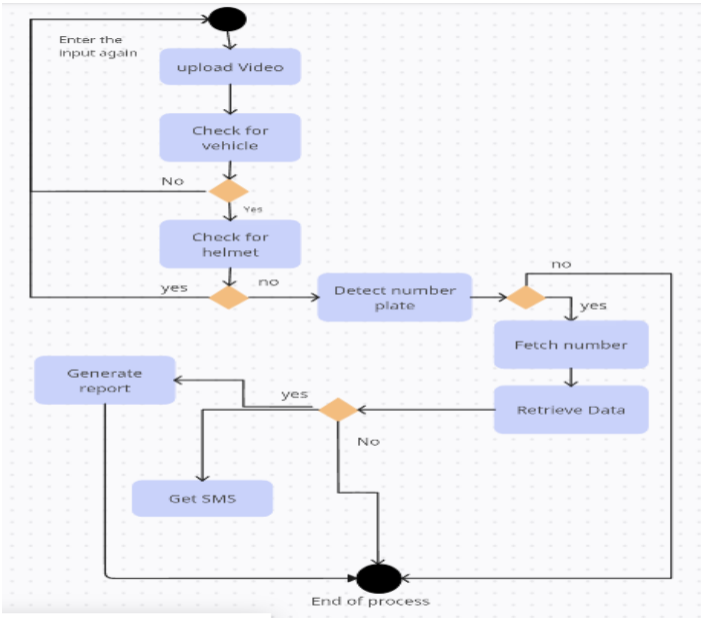 Enter the
input again
upload Video
Check for
vehicle
No
Yes
Check for
helmet
yes
no
Detect number
plate
no
yes
Fetch number
Generate
report
yes
Retrieve Data
No
Get SMS
End of process